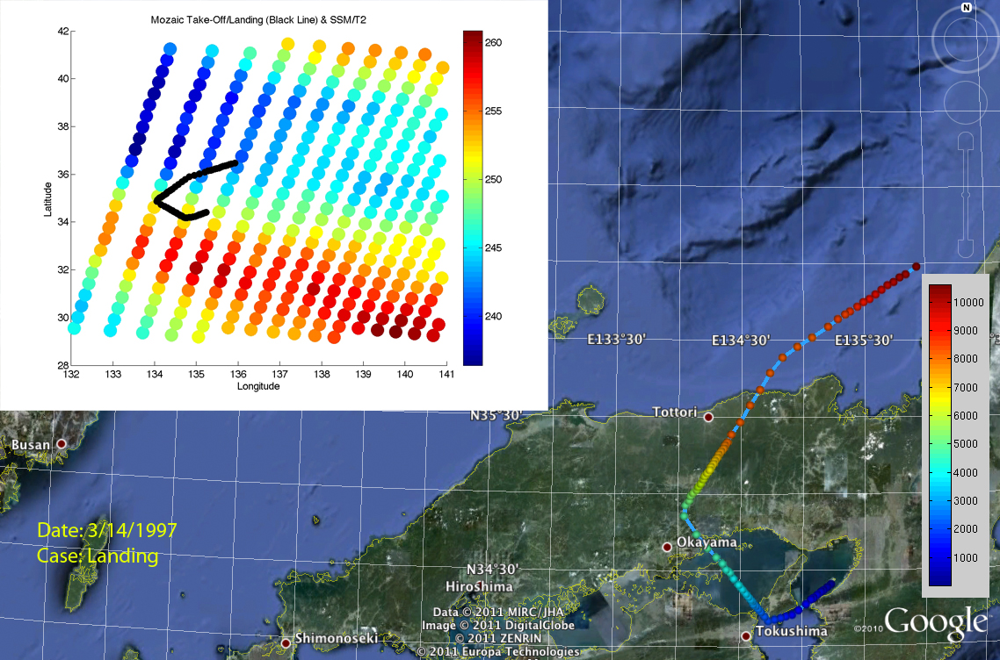 Mozaic Take-Off/Landing (Black Line) & SSM/T2
42
40
38
36
34
32
30
28
Latitude
132 133 134 135 136 137 138 139 140 141
Longitude
260
255
250
245
240
N
E133°30' E134°30' E135°30'
10000
9000
8000
7000
6000
5000
4000
3000
2000
1000
N35°30'
Tottori
Busan
Date: 3/14/1997
Case: Landing
Okayama
N34°30'
Hiroshima
Data © 2011 MIRC/JHA
Image © 2011 DigitalGlobe
© 2011 ZENRIN
© 2011 Europa Technologies
Shimonoseki
Tokushima
©2010 Google™